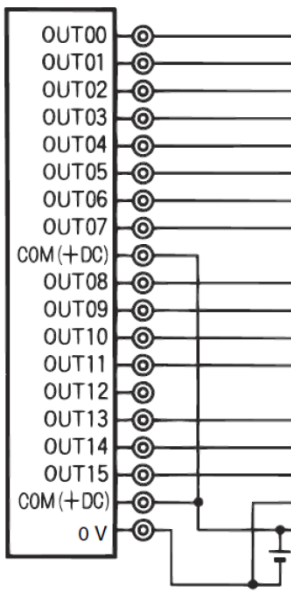 OUT00
OUT01
OUT02
OUT03
OUT04
OUT05
OUT06
OUT07
COM(+DC)
OUT08
OUT09
OUT10
OUT11
OUT12
OUT13
OUT14
OUT15
COM(+DC)
0 V